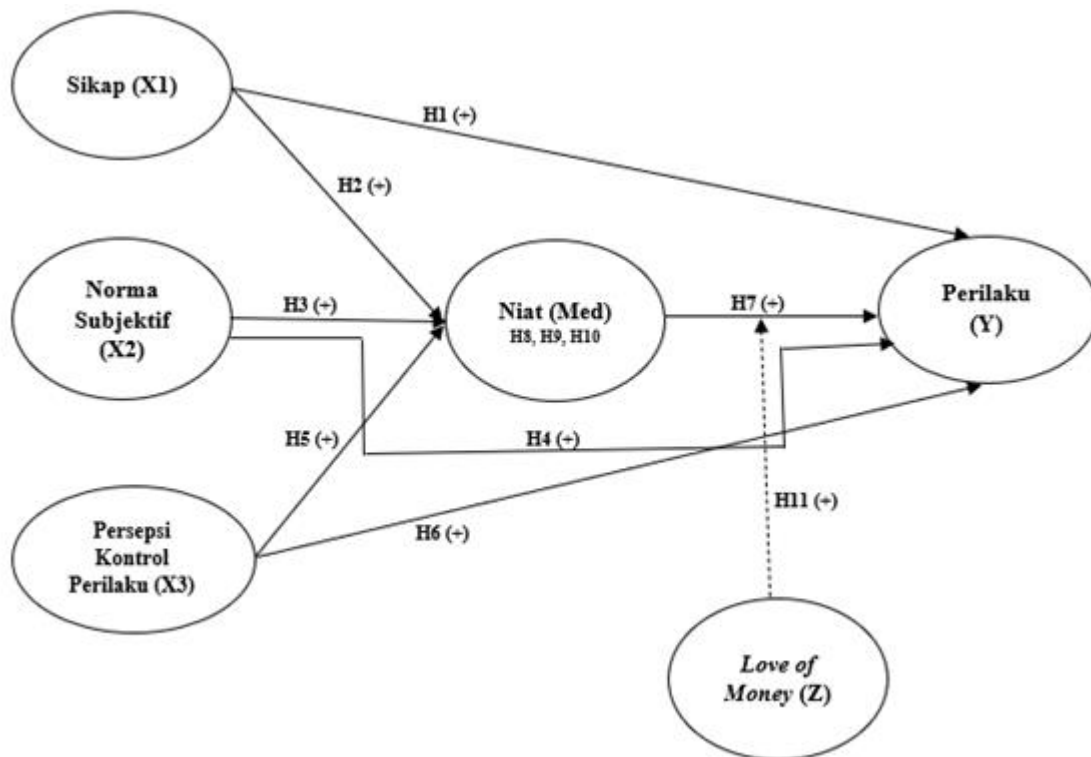 Sikap (X1)
H1 (+)
H2 (+)
Norma
Subjektif
(X2)
H3 (+)
Niat (Med)
H8, H9, H10
H7 (+)
Perilaku
(Y)
H5 (+)
H4 (+)
Persepsi
Kontrol
Perilaku (X3)
H6 (+)
H11 (+)
Love of
Money (Z)